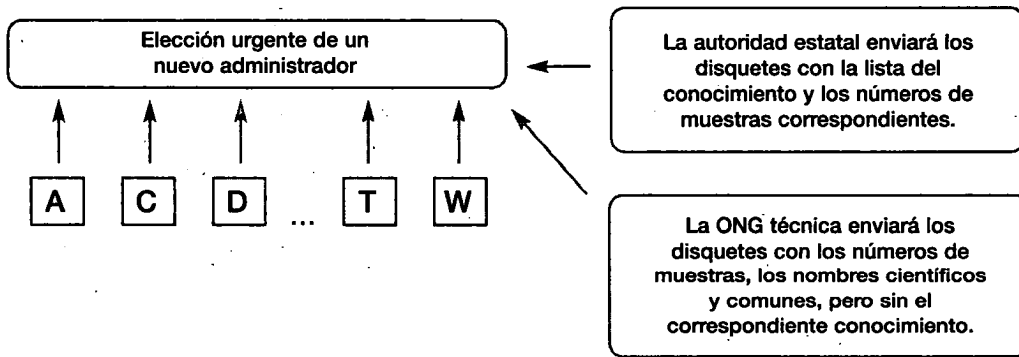 Elección urgente de un
nuevo administrador
La autoridad estatal enviará los
disquetes con la lista del
conocimiento y los números de
muestras correspondientes.
A C D ... T W
La ONG técnica enviará los
disquetes con los números de
muestras, los nombres científicos
y comunes, pero sin el
correspondiente conocimiento.